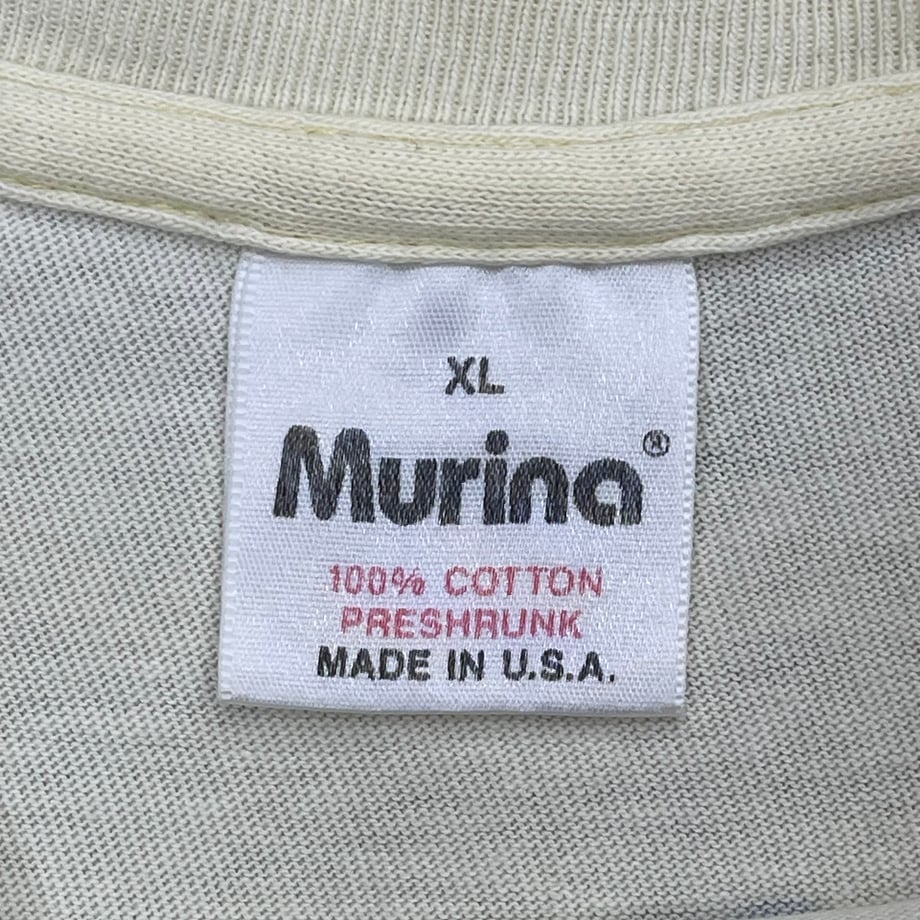 XL
Murina®
100% COTTON
PRESHRUNK
MADE IN U.S.A.